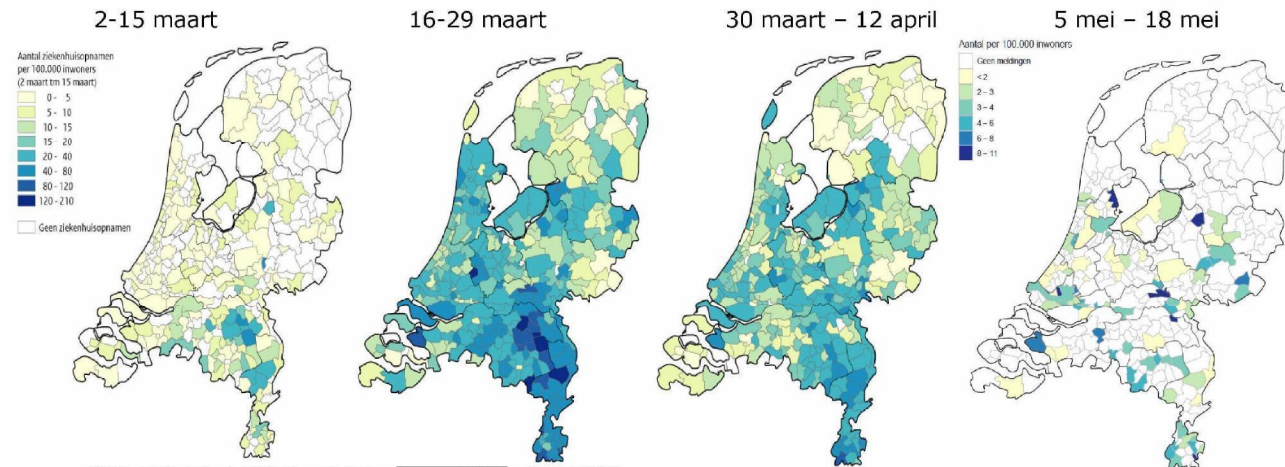 2-15 maart
16-29 maart
30 maart – 12 april
5 mei – 18 mei
Aantal ziekenhuisopnamen
per 100.000 inwoners
(2 maart tm 15 maart)
0 - 5
5 - 10
10 - 15
15 - 20
20 - 40
40 - 80
80 - 120
120 - 210
Geen ziekenhuisopnamen
Aantal per 100.000 inwoners
Geen meldingen
< 2
2 – 3
3 – 4
4 – 6
6 – 8
8 – 11